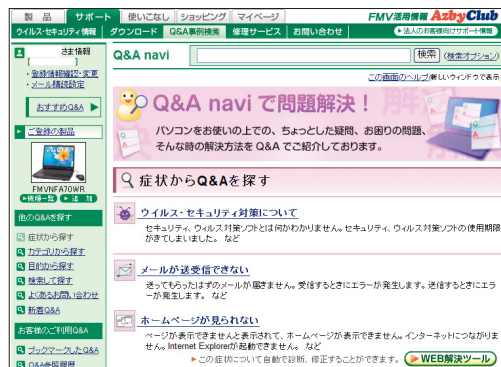 製 品 サポート 使いこなし ショッピング マイページ FMV活用情報 AzbyClub
ウイルス・セキュリティ情報 ダウンロード Q&A事例検索 修理サービス お問い合わせ ▶法人のお客様向けサポート情報
さま情報
[ ]
・登録情報確認・変更
・メール購読設定
おすすめQ&A ▶
ご登録の製品
FMVNFA70WR
▶機種一覧 ▶追 加
他のQ&Aを探す
症状から探す
カテゴリから探す
目的から探す
検索して探す
よくあるお問い合わせ
新着Q&A
お客様のご利用Q&A
ブックマークしたQ&A
Q&A参照履歴
Q&A navi 検索 (検索オプション)
この画面のヘルプ(新しいウィンドウで表示
Q&A navi で問題解決!
パソコンをお使いの上での、ちょっとした疑問、お困りの問題、
そんな時の解決方法を Q&A でご紹介しております。
症状からQ&Aを探す
ウイルス・セキュリティ対策について
セキュリティ、ウィルス対策ソフトとは何かわかりません。セキュリティ、ウィルス対策ソフトの使用期限
がきてしまいました。 など
メールが送受信できない
送ってもらったはずのメールが届きません。受信するときにエラーが発生します。送信するときにエラ
ーが発生します。 など
ホームページが見られない
ページが表示できませんと表示されて、ホームページが表示できません。インターネットにつながりま
せん。Internet Explorerが起動できません。 など
▶この症状について自動で診断、修正することができます。 ▶WEB解決ツール